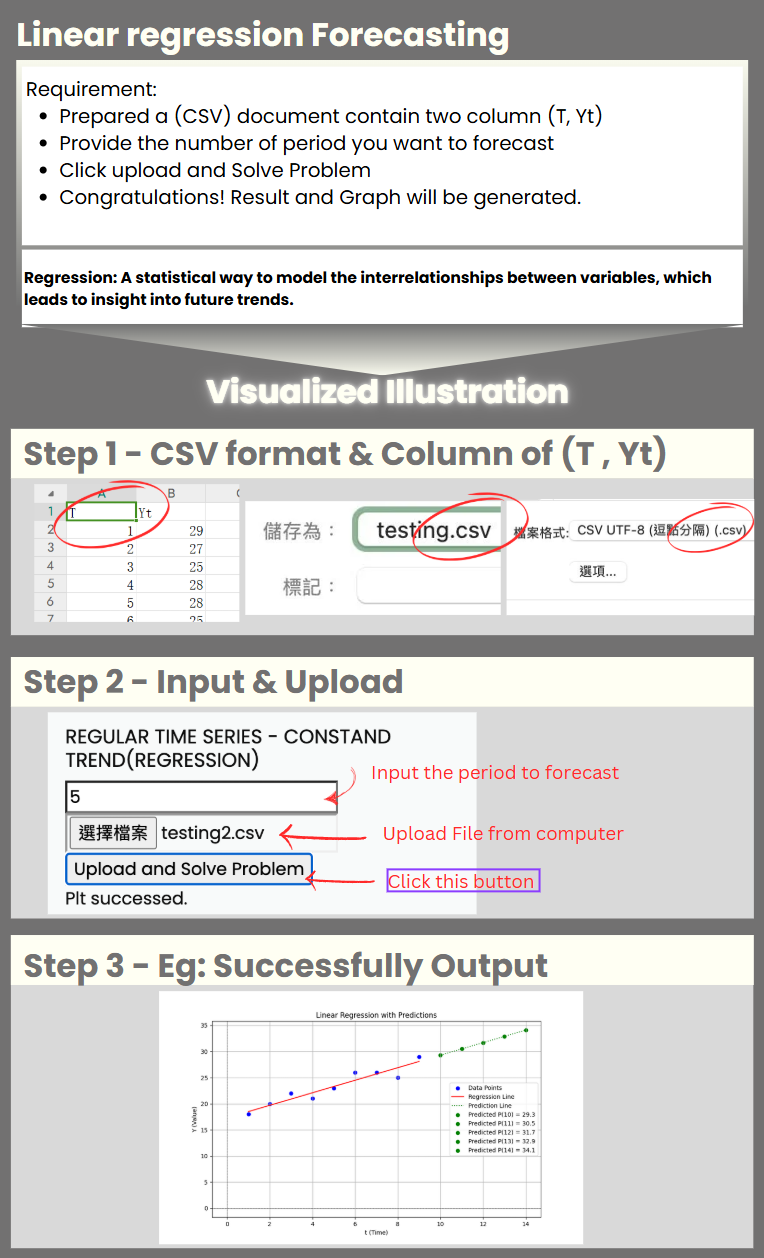 Linear regression Forecasting
Requirement:
• Prepared a (CSV) document contain two column (T, Yt)
• Provide the number of period you want to forecast
• Click upload and Solve Problem
• Congratulations! Result and Graph will be generated.
Regression: A statistical way to model the interrelationships between variables, which
leads to insight into future trends.
Visualized Illustration
Step 1 - CSV format & Column of (T , Yt)
A B
1 T Yt
2 1 29
3 2 27
4 3 25
5 4 28
6 5 28
7 6 25
儲存為：
testing.csv
標記：
檔案格式: CSV UTF-8 (逗點分隔) (.csv)
選項...
Step 2 - Input & Upload
REGULAR TIME SERIES - CONSTAND
TREND(REGRESSION)
Input the period to forecast
5
選擇檔案 testing2.csv
Upload File from computer
Upload and Solve Problem
Click this button
Plt successed.
Step 3 - Eg: Successfully Output
Linear Regression with Predictions
Y (Value)
35
30
25
20
15
10
5
0
Data Points
Regression Line
Prediction Line
Predicted P(10) = 29.3
Predicted P(11) = 30.5
Predicted P(12) = 31.7
Predicted P(13) = 32.9
Predicted P(14) = 34.1
0 2 4 6 8 10 12 14
t (Time)